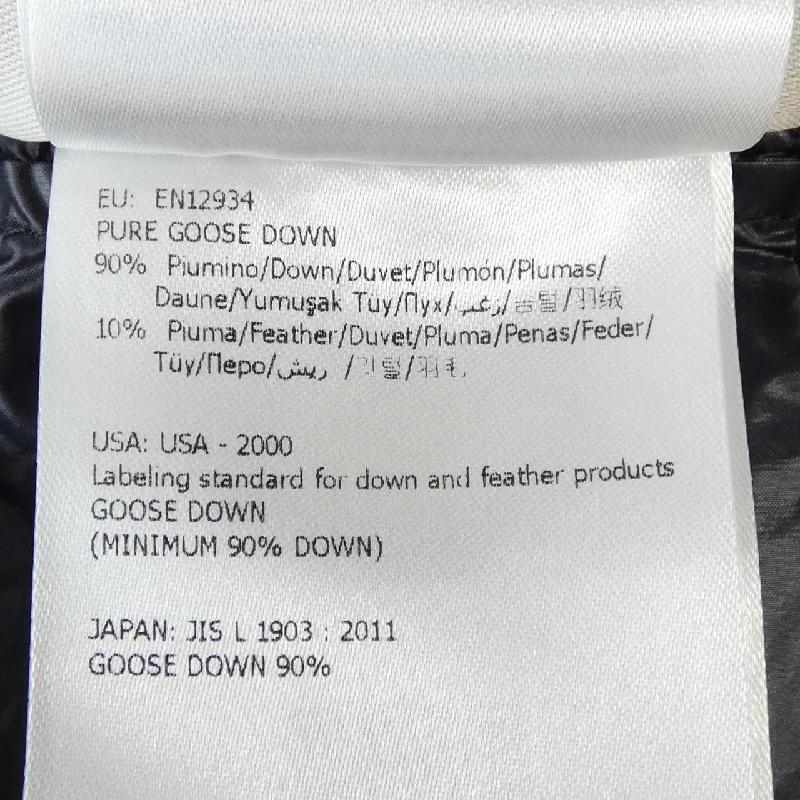 EU: EN12934
PURE GOOSE DOWN
90% Piumino/Down/Duvet/Plumón/Plumas/
Daune/Yumuşak Tüy/Пух/زغب/솜털/羽绒
10% Piuma/Feather/Duvet/Pluma/Penas/Feder/
Tüy/Перо/ريش /깃털/羽毛
USA: USA - 2000
Labeling standard for down and feather products
GOOSE DOWN
(MINIMUM 90% DOWN)
JAPAN: JIS L 1903 : 2011
GOOSE DOWN 90%